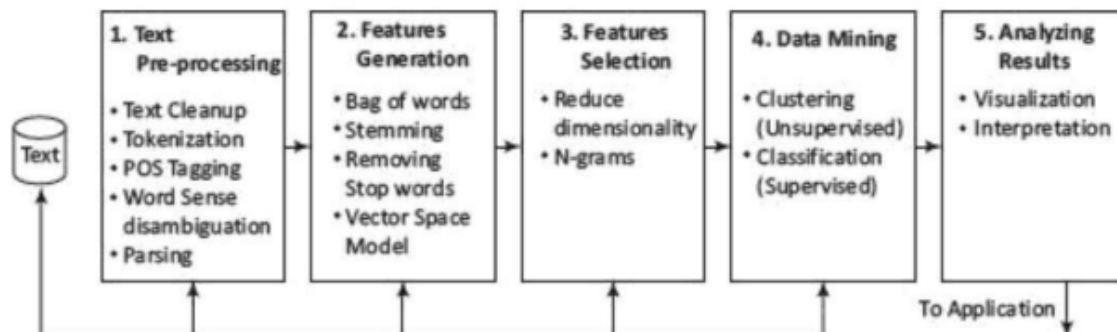 Text
1. Text
Pre-processing
• Text Cleanup
• Tokenization
• POS Tagging
• Word Sense
disambiguation
• Parsing
2. Features
Generation
• Bag of words
• Stemming
• Removing
Stop words
• Vector Space
Model
3. Features
Selection
• Reduce
dimensionality
• N-grams
4. Data Mining
• Clustering
(Unsupervised)
• Classification
(Supervised)
5. Analyzing
Results
• Visualization
• Interpretation
To Application